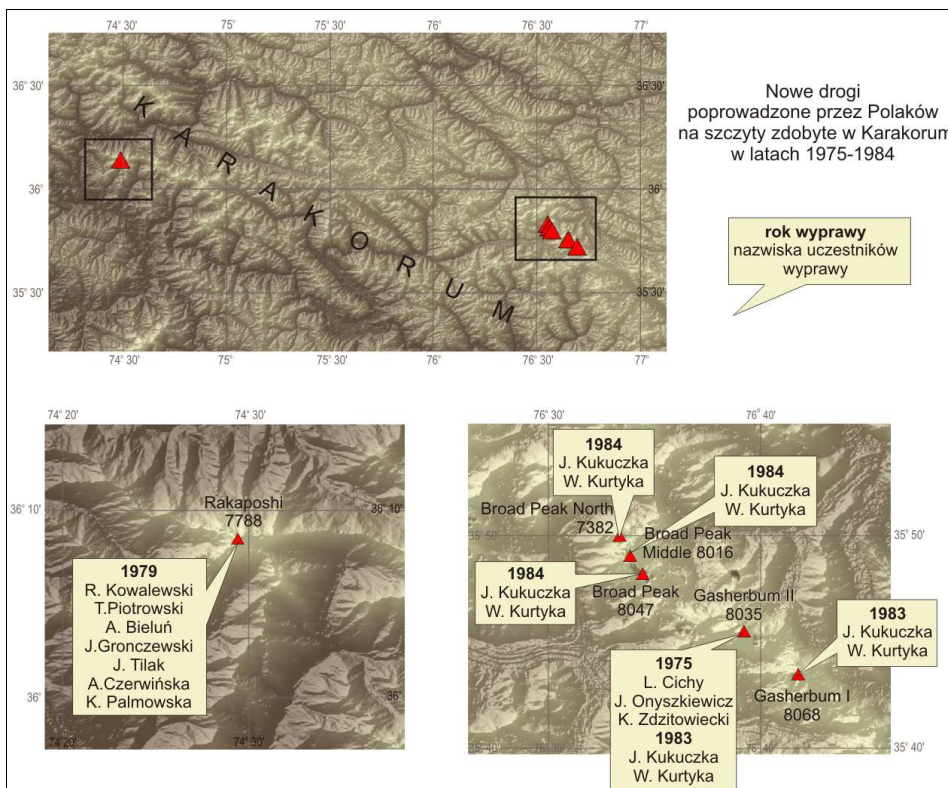 74° 30'
75°
75° 30'
76°
76° 30'
77°
36° 30'
36° 30'
36°
36°
35° 30'
35° 30'
KARAKORUM
74° 30'
75°
75° 30'
76°
76° 30'
77°
Nowe drogi
poprowadzone przez Polaków
na szczyty zdobyte w Karakorum
w latach 1975-1984
rok wyprawy
nazwiska uczestników
wyprawy
74° 20'
74° 30'
36° 10'
36° 10'
Rakaposhi
7788
1979
R. Kowalewski
T.Piotrowski
A. Bieluń
J.Gronczewski
J. Tilak
A.Czerwińska
K. Palmowska
36°
36°
74° 20'
74° 30'
76° 30'
76° 40'
1984
J. Kukuczka
W. Kurtyka
1984
J. Kukuczka
W. Kurtyka
Broad Peak North
7382
35° 50'
35° 50'
Broad Peak
Middle 8016
1984
J. Kukuczka
W. Kurtyka
Broad Peak
8047
Gasherbum II
8035
1983
J. Kukuczka
W. Kurtyka
1975
L. Cichy
J. Onyszkiewicz
K. Zdzitowiecki
1983
J. Kukuczka
W. Kurtyka
Gasherbum I
8068
35° 40'
35° 40'
76° 30'
76° 40'